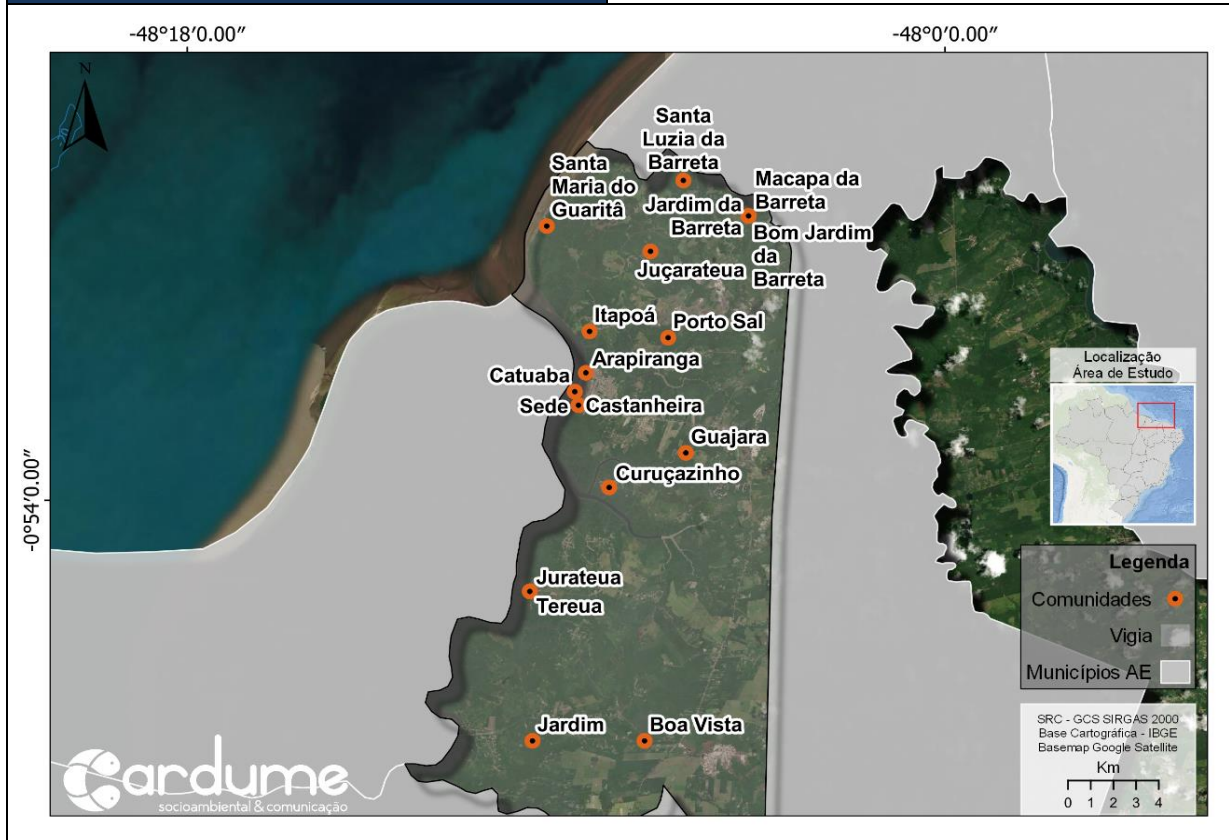 -48°18′0.00″
-48°0′0.00″
N
Santa
Luzia da
Barreta
Santa
Maria do
Guaritâ
Macapa da
Barreta
Jardim da
Barreta
Bom Jardim
da
Barreta
Juçarateua
Itapoá
Porto Sal
Arapiranga
Catuaba
Sede
Castanheira
Guajara
Curuçazinho
-0°54′0.00″
Jurateua
Tereua
Jardim
Boa Vista
Localização
Área de Estudo
Legenda
Comunidades
Vigia
Municípios AE
SRC - GCS SIRGAS 2000
Base Cartográfica - IBGE
Basemap Google Satellite
Km
0 1 2 3 4
Cardume
socioambiental & comunicação